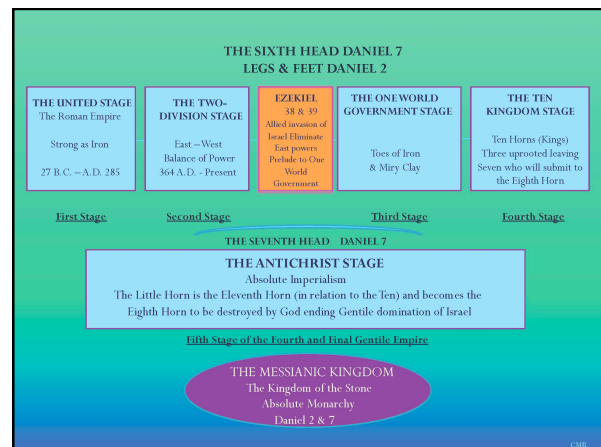 THE SIXTH HEAD DANIEL 7
LEGS & FEET DANIEL 2
THE UNITED STAGE
The Roman Empire
Strong as Iron
27 B.C. – A.D. 285
THE TWO-
DIVISION STAGE
East – West
Balance of Power
364 A.D. - Present
EZEKIEL
38 & 39
Allied invasion of
Israel Eliminate
East powers
Prelude to One
World
Government
THE ONE WORLD
GOVERNMENT STAGE
Toes of Iron
& Miry Clay
THE TEN
KINGDOM STAGE
Ten Horns (Kings)
Three uprooted leaving
Seven who will submit to
the Eighth Horn
First Stage
Second Stage
Third Stage
Fourth Stage
THE SEVENTH HEAD DANIEL 7
THE ANTICHRIST STAGE
Absolute Imperialism
The Little Horn is the Eleventh Horn (in relation to the Ten) and becomes the
Eighth Horn to be destroyed by God ending Gentile domination of Israel
Fifth Stage of the Fourth and Final Gentile Empire
THE MESSIANIC KINGDOM
The Kingdom of the Stone
Absolute Monarchy
Daniel 2 & 7
CMR